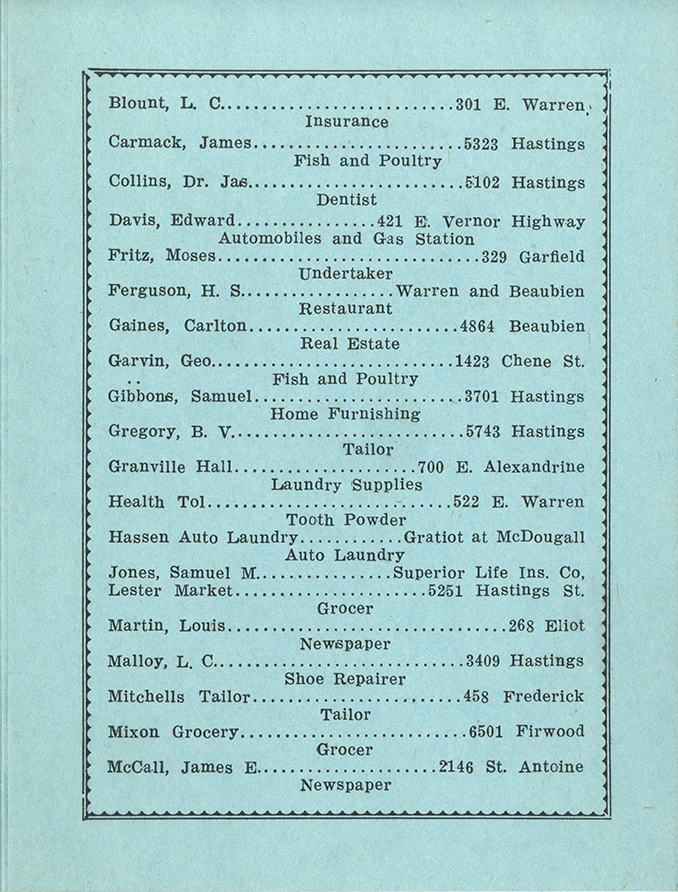 Blount, L. C...........................301 E. Warren,
Insurance
Carmack, James........................5323 Hastings
Fish and Poultry
Collins, Dr. Jas.........................5102 Hastings
Dentist
Davis, Edward................421 E. Vernor Highway
Automobiles and Gas Station
Fritz, Moses..............................329 Garfield
Undertaker
Ferguson, H. S..................Warren and Beaubien
Restaurant
Gaines, Carlton........................4864 Beaubien
Real Estate
Garvin, Geo............................1423 Chene St.
Fish and Poultry
Gibbons, Samuel........................3701 Hastings
Home Furnishing
Gregory, B. V...........................5743 Hastings
Tailor
Granville Hall.....................700 E. Alexandrine
Laundry Supplies
Health Tol............................522 E. Warren
Tooth Powder
Hassen Auto Laundry............Gratiot at McDougall
Auto Laundry
Jones, Samuel M................Superior Life Ins. Co,
Lester Market......................5251 Hastings St.
Grocer
Martin, Louis................................268 Eliot
Newspaper
Malloy, L. C.............................3409 Hastings
Shoe Repairer
Mitchells Tailor........................458 Frederick
Tailor
Mixon Grocery..........................6501 Firwood
Grocer
McCall, James E.....................2146 St. Antoine
Newspaper